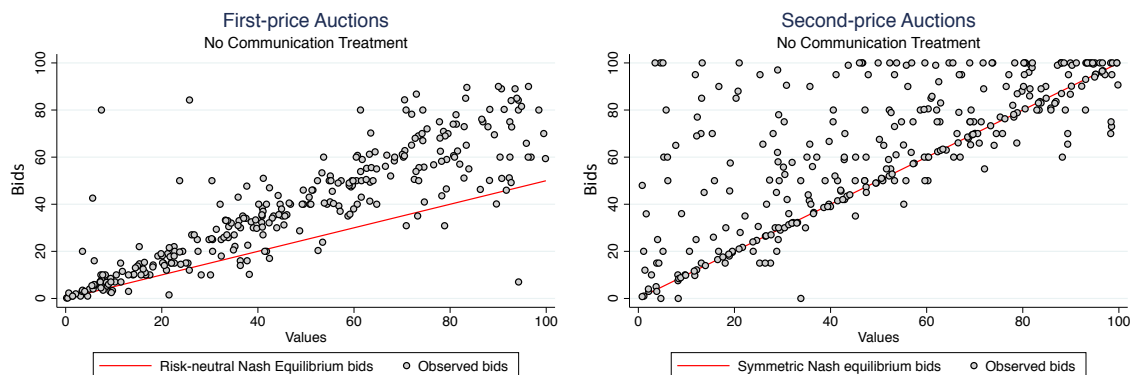 First-price Auctions
No Communication Treatment
100
80
60
40
20
0
Bids
0 20 40 60 80 100
Values
Risk-neutral Nash Equilibrium bids Observed bids
Second-price Auctions
No Communication Treatment
100
80
60
40
20
0
Bids
0 20 40 60 80 100
Values
Symmetric Nash equilibrium bids Observed bids